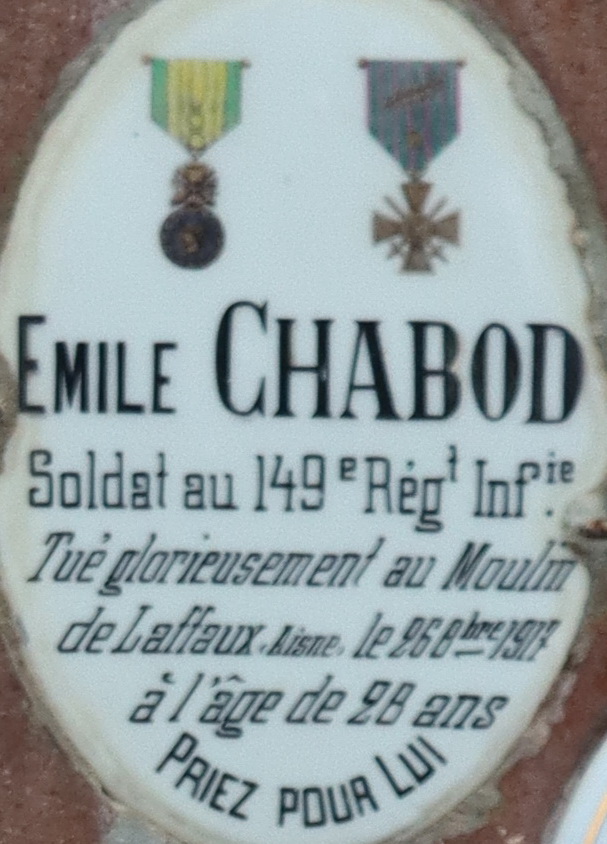 EMILE CHABOD
Soldat au 149e Régt Infie.
Tué glorieusement au Moulin
de Laffaux. Aisne. le 26 8bre 1917
à l'âge de 28 ans
PRIEZ POUR LUI